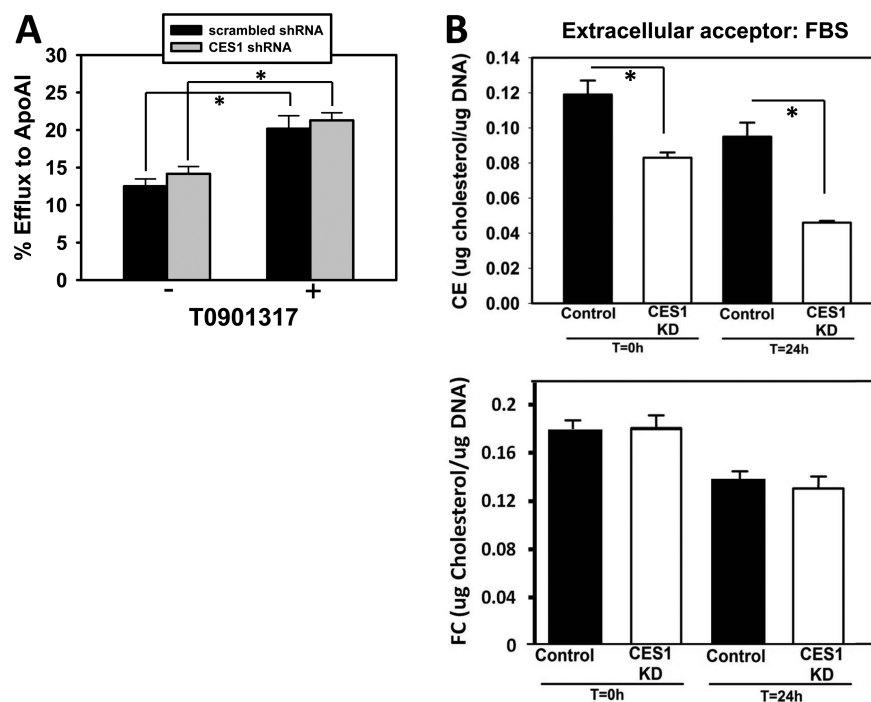 A
scrambled shRNA
CES1 shRNA
% Efflux to ApoAI
30
25
20
15
10
5
0
*
*
-
+
T0901317
B
Extracellular acceptor: FBS
CE (ug cholesterol/ug DNA)
0.14
0.12
0.10
0.08
0.06
0.04
0.02
0.00
*
*
Control
CES1
KD
Control
CES1
KD
T=0h
T=24h
FC (ug Cholesterol/ug DNA)
0.2
0.16
0.12
0.08
0.04
0
Control
CES1
KD
Control
CES1
KD
T=0h
T=24h